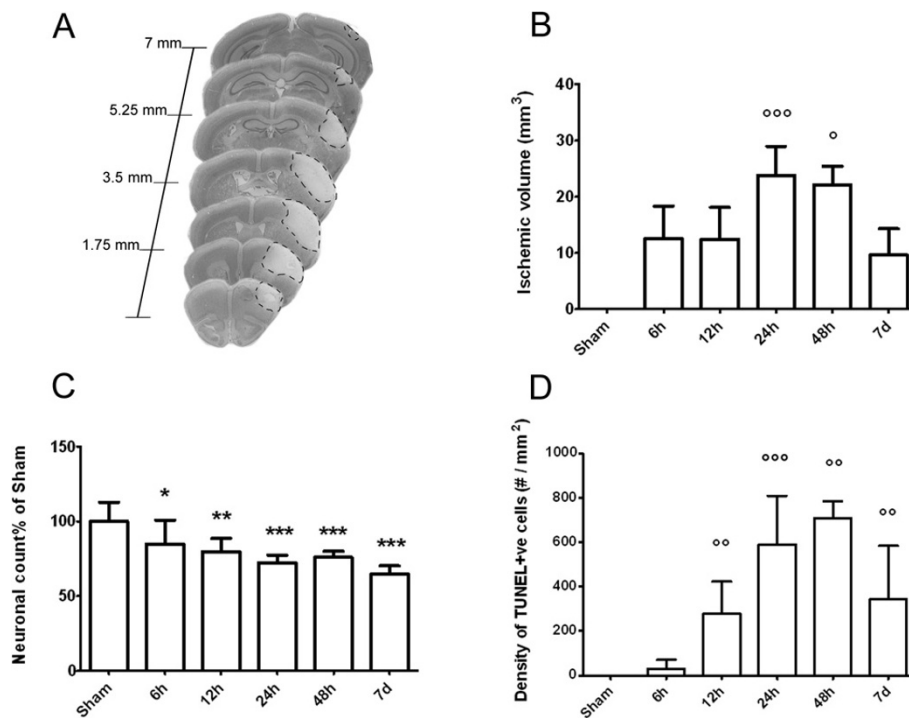 A
7 mm
5.25 mm
3.5 mm
1.75 mm
B
Ischemic volume (mm³)
40
30
20
10
0
°°° °
Sham 6h 12h 24h 48h 7d
C
Neuronal count% of Sham
150
100
50
0
* ** *** *** ***
Sham 6h 12h 24h 48h 7d
D
Density of TUNEL+ve cells (# / mm²)
1000
800
600
400
200
0
°° °°° °° °°
Sham 6h 12h 24h 48h 7d